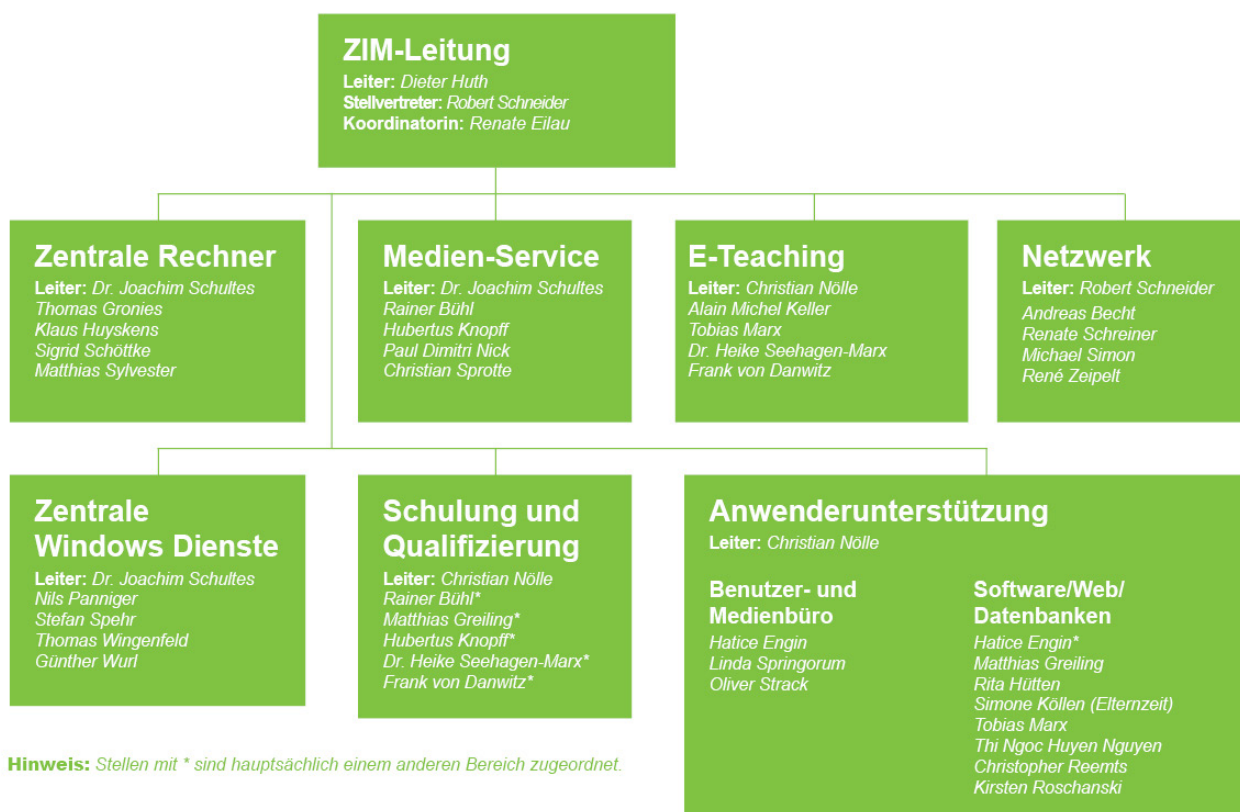 ZIM-Leitung
Leiter: Dieter Huth
Stellvertreter: Robert Schneider
Koordinatorin: Renate Eilau
Zentrale Rechner
Leiter: Dr. Joachim Schultes
Thomas Gronies
Klaus Huyskens
Sigrid Schöttke
Matthias Sylvester
Medien-Service
Leiter: Dr. Joachim Schultes
Rainer Bühl
Hubertus Knopff
Paul Dimitri Nick
Christian Sprotte
E-Teaching
Leiter: Christian Nölle
Alain Michel Keller
Tobias Marx
Dr. Heike Seehagen-Marx
Frank von Danwitz
Netzwerk
Leiter: Robert Schneider
Andreas Becht
Renate Schreiner
Michael Simon
René Zeipelt
Zentrale
Windows Dienste
Leiter: Dr. Joachim Schultes
Nils Panniger
Stefan Spehr
Thomas Wingenfeld
Günther Wurl
Schulung und
Qualifizierung
Leiter: Christian Nölle
Rainer Bühl*
Matthias Greiling*
Hubertus Knopff*
Dr. Heike Seehagen-Marx*
Frank von Danwitz*
Anwenderunterstützung
Leiter: Christian Nölle
Benutzer- und
Medienbüro
Hatice Engin
Linda Springorum
Oliver Strack
Software/Web/
Datenbanken
Hatice Engin*
Matthias Greiling
Rita Hütten
Simone Köllen (Elternzeit)
Tobias Marx
Thi Ngoc Huyen Nguyen
Christopher Reemts
Kirsten Roschanski
Hinweis: Stellen mit * sind hauptsächlich einem anderen Bereich zugeordnet.